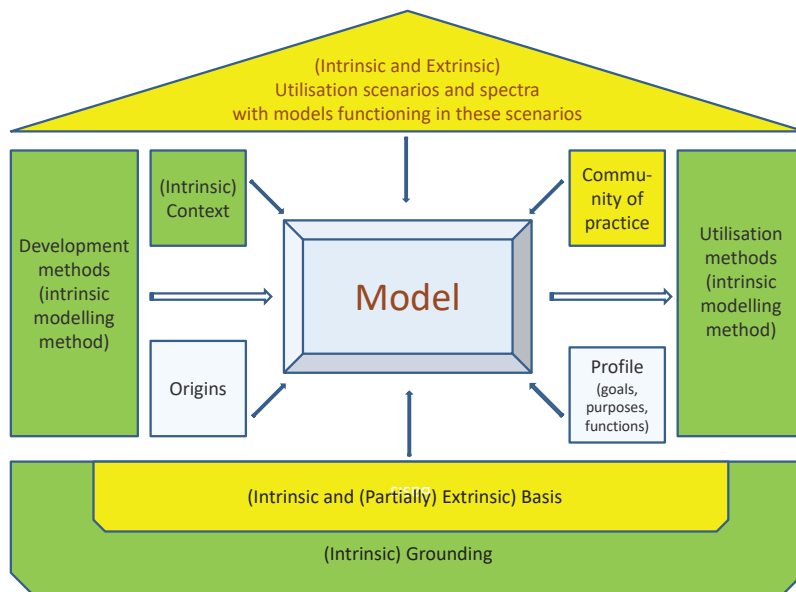 (Intrinsic and Extrinsic)
Utilisation scenarios and spectra
with models functioning in these scenarios
(Intrinsic)
Context
Commu-
nity of
practice
Development
methods
(intrinsic
modelling
method)
Model
Utilisation
methods
(intrinsic
modelling
method)
Origins
Profile
(goals,
purposes,
functions)
(Intrinsic and (Partially) Extrinsic) Basis
(Intrinsic) Grounding